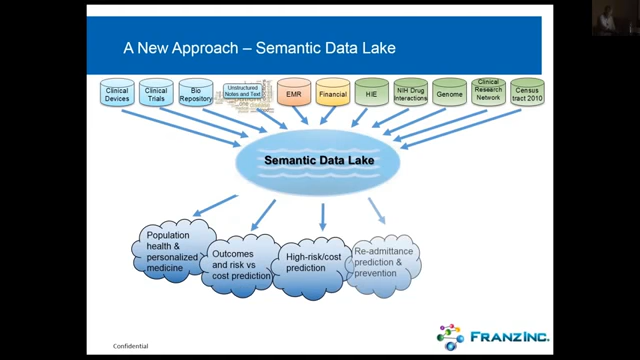 A New Approach – Semantic Data Lake
Clinical
Devices
Clinical
Trials
Bio
Repository
Unstructured
Notes and Text
EMR
Financial
HIE
NIH Drug
Interactions
Genome
Clinical
Research
Network
Census
tract 2010
Semantic Data Lake
Population
health &
personalized
medicine
Outcomes
and risk vs
cost prediction
High-risk/cost
prediction
Re-admittance
prediction &
prevention
Confidential
FRANZ INC.